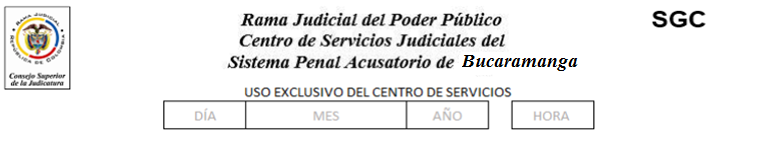 Rama Judicial del Poder Público
SGC
Centro de Servicios Judiciales del
Sistema Penal Acusatorio de Bucaramanga
Consejo Superior
de la Judicatura
USO EXCLUSIVO DEL CENTRO DE SERVICIOS
DÍA MES AÑO HORA